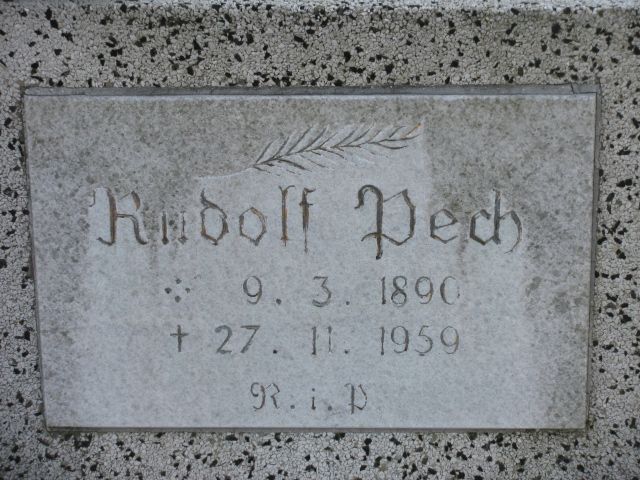 Rudolf Pech
⁘ 9. 3. 1890
† 27. 11. 1959
R. i. P